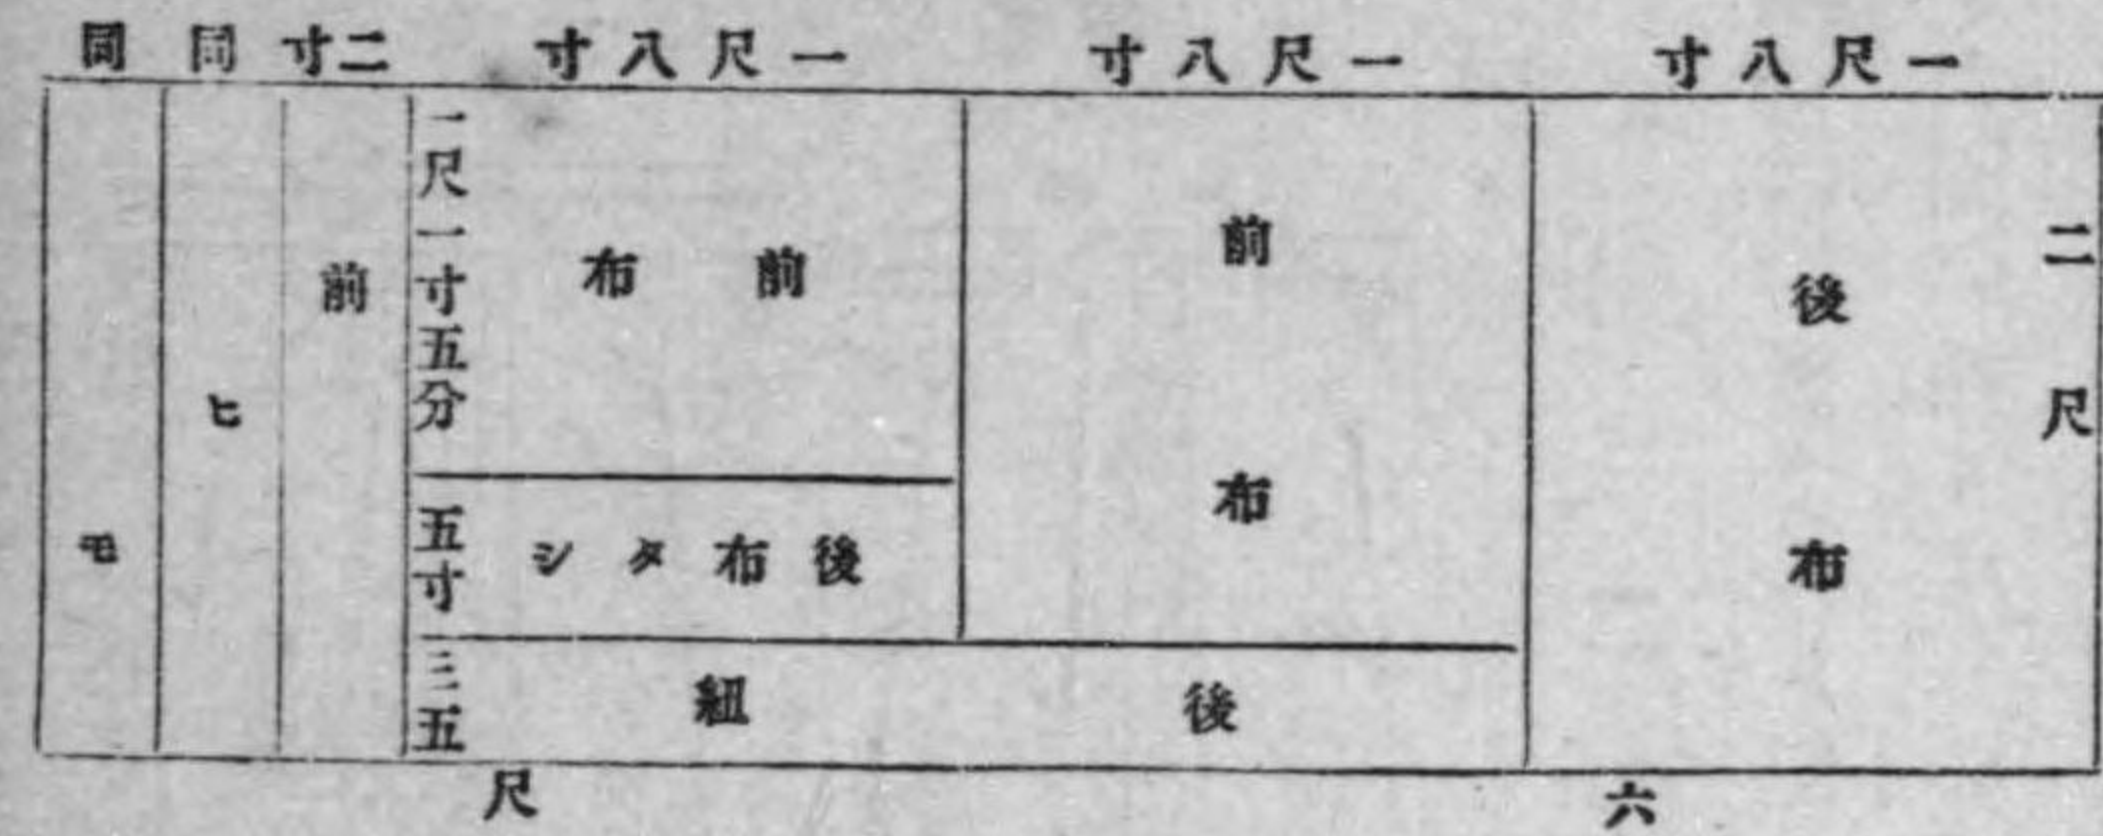 一尺八寸
一尺八寸
一尺八寸
二寸
同
同
二尺
後布
前布
前布
後布タシ
後紐
一尺一寸五分
五寸
三五
前ヒモ
六尺